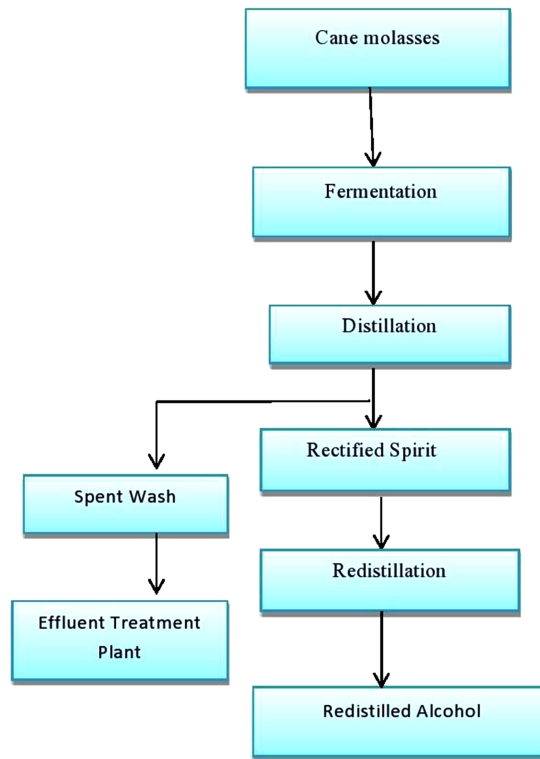 Cane molasses
Fermentation
Distillation
Rectified Spirit
Spent Wash
Redistillation
Effluent Treatment
Plant
Redistilled Alcohol